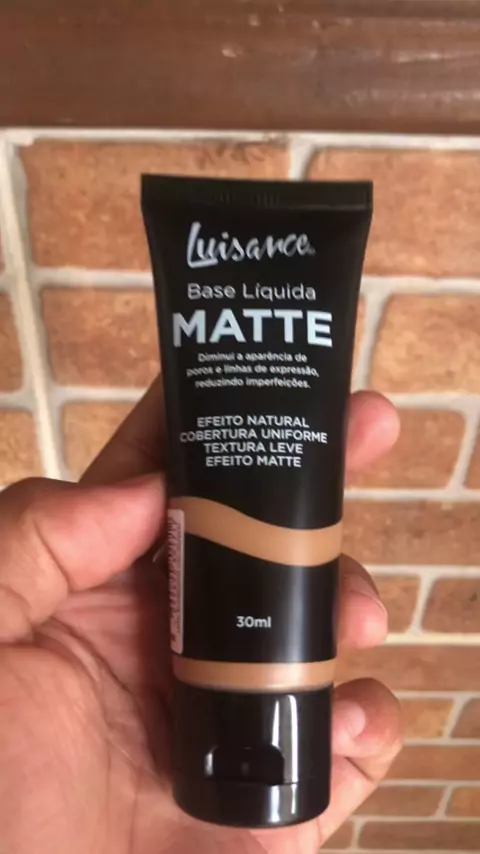 Luisance
Base Líquida
MATTE
Diminui a aparência de
poros e linhas de expressão,
reduzindo imperfeições.
EFEITO NATURAL
COBERTURA UNIFORME
TEXTURA LEVE
EFEITO MATTE
30ml